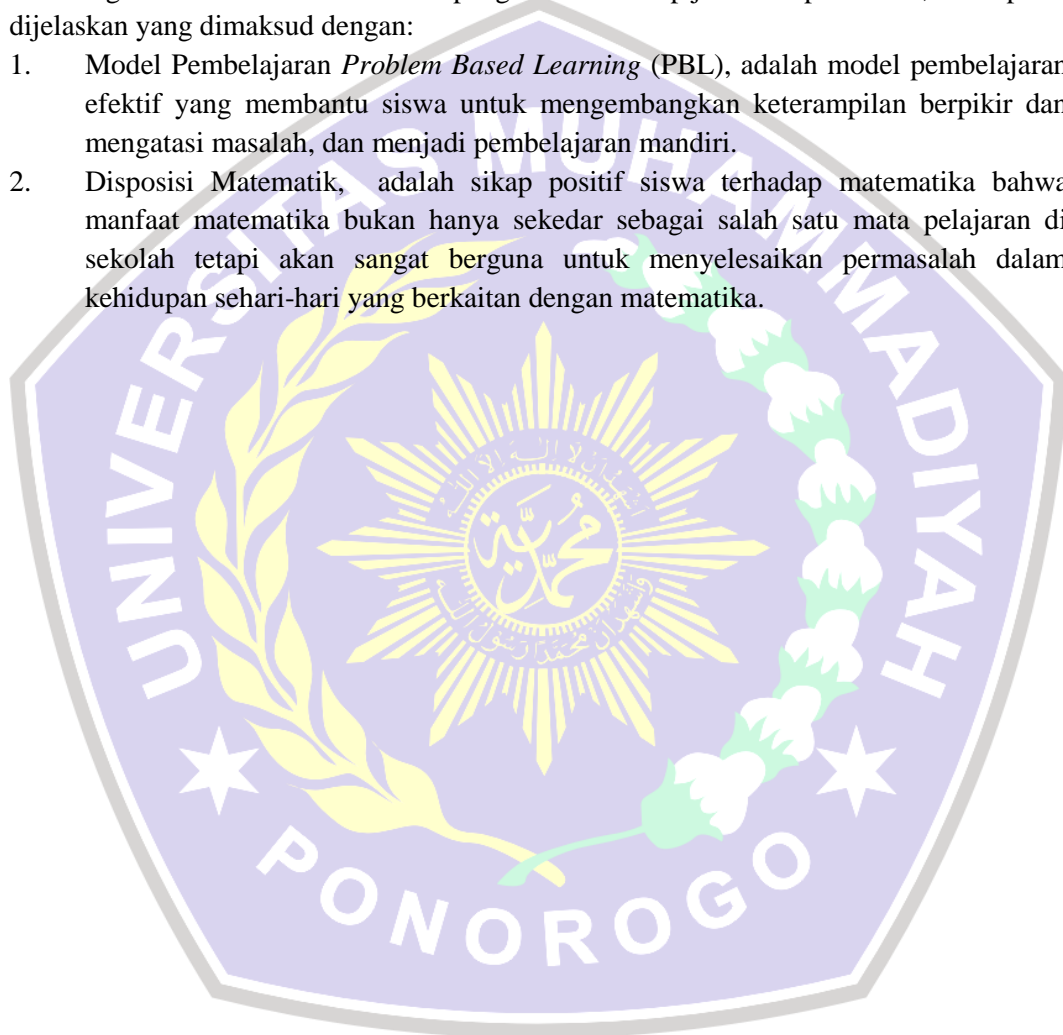 dijelaskan yang dimaksud dengan:
1. Model Pembelajaran Problem Based Learning (PBL), adalah model pembelajaran
efektif yang membantu siswa untuk mengembangkan keterampilan berpikir dan
mengatasi masalah, dan menjadi pembelajaran mandiri.
2. Disposisi Matematik, adalah sikap positif siswa terhadap matematika bahwa
manfaat matematika bukan hanya sekedar sebagai salah satu mata pelajaran di
sekolah tetapi akan sangat berguna untuk menyelesaikan permasalah dalam
kehidupan sehari-hari yang berkaitan dengan matematika.
UNIVERSITAS MUHAMMADIYAH
محمدية
PONOROGO